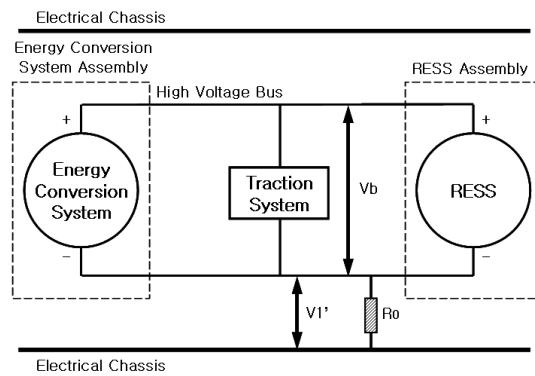 Electrical Chassis
Energy Conversion
System Assembly
RESS Assembly
High Voltage Bus
+
+
Energy
Conversion
System
Traction
System
Vb
RESS
−
−
V1'
Ro
Electrical Chassis